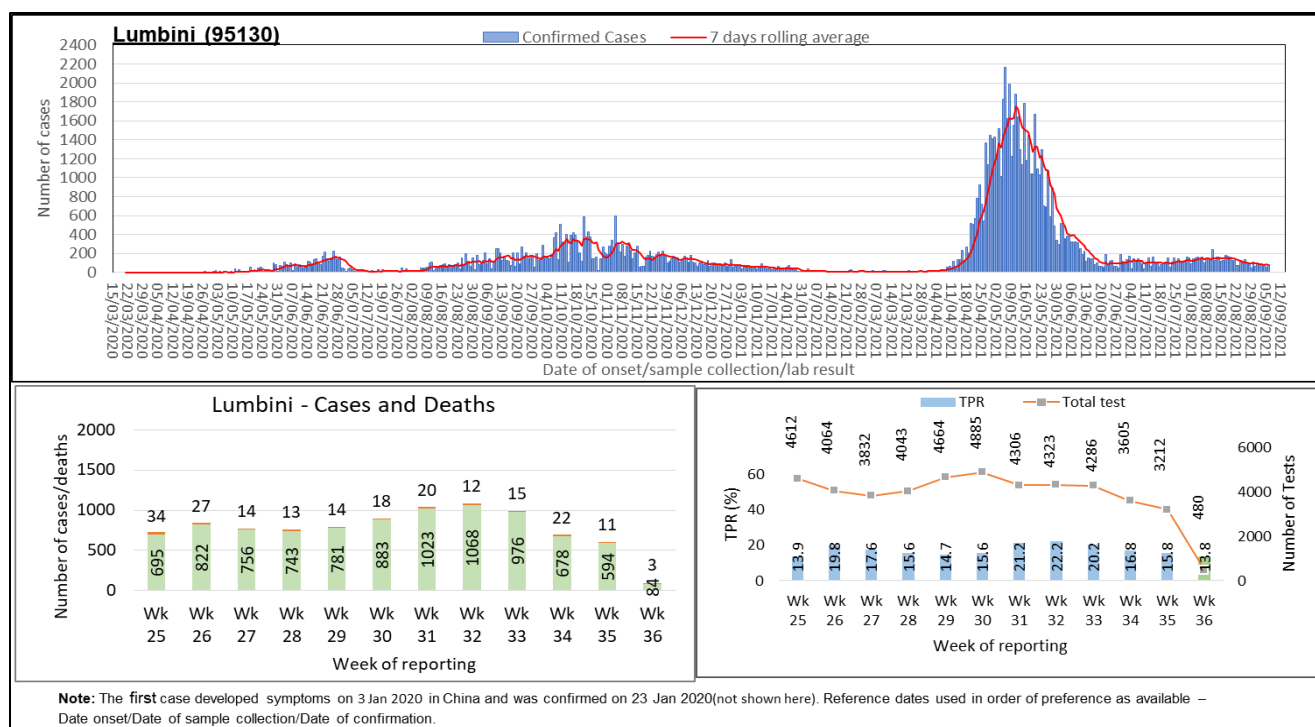 Lumbini (95130)
Confirmed Cases 7 days rolling average
Number of cases
2400
2200
2000
1800
1600
1400
1200
1000
800
600
400
200
0
15/03/2020 22/03/2020 29/03/2020 05/04/2020 12/04/2020 19/04/2020 26/04/2020 03/05/2020 10/05/2020 17/05/2020 24/05/2020 31/05/2020 07/06/2020 14/06/2020 21/06/2020 28/06/2020 05/07/2020 12/07/2020 19/07/2020 26/07/2020 02/08/2020 09/08/2020 16/08/2020 23/08/2020 30/08/2020 06/09/2020 13/09/2020 20/09/2020 27/09/2020 04/10/2020 11/10/2020 18/10/2020 25/10/2020 01/11/2020 08/11/2020 15/11/2020 22/11/2020 29/11/2020 06/12/2020 13/12/2020 20/12/2020 27/12/2020 03/01/2021 10/01/2021 17/01/2021 24/01/2021 31/01/2021 07/02/2021 14/02/2021 21/02/2021 28/02/2021 07/03/2021 14/03/2021 21/03/2021 28/03/2021 04/04/2021 11/04/2021 18/04/2021 25/04/2021 02/05/2021 09/05/2021 16/05/2021 23/05/2021 30/05/2021 06/06/2021 13/06/2021 20/06/2021 27/06/2021 04/07/2021 11/07/2021 18/07/2021 25/07/2021 01/08/2021 08/08/2021 15/08/2021 22/08/2021 29/08/2021 05/09/2021 12/09/2021
Date of onset/sample collection/lab result
Lumbini - Cases and Deaths
Number of cases/deaths
2000
1500
1000
500
0
34 27 14 13 14 18 20 12 15 22 11 3
695 822 756 743 781 883 1023 1068 976 678 594 84
Wk Wk Wk Wk Wk Wk Wk Wk Wk Wk Wk Wk
25 26 27 28 29 30 31 32 33 34 35 36
Week of reporting
TPR Total test
4612 4064 3832 4043 4664 4885 4306 4323 4286 3605 3212 480
TPR (%)
60
40
20
0
13.9 19.8 17.6 15.6 14.7 15.6 21.2 22.2 20.2 16.8 15.8 13.8
6000
4000
2000
0
Number of Tests
Wk Wk Wk Wk Wk Wk Wk Wk Wk Wk Wk Wk
25 26 27 28 29 30 31 32 33 34 35 36
Week of reporting
Note: The first case developed symptoms on 3 Jan 2020 in China and was confirmed on 23 Jan 2020(not shown here). Reference dates used in order of preference as available –
Date onset/Date of sample collection/Date of confirmation.